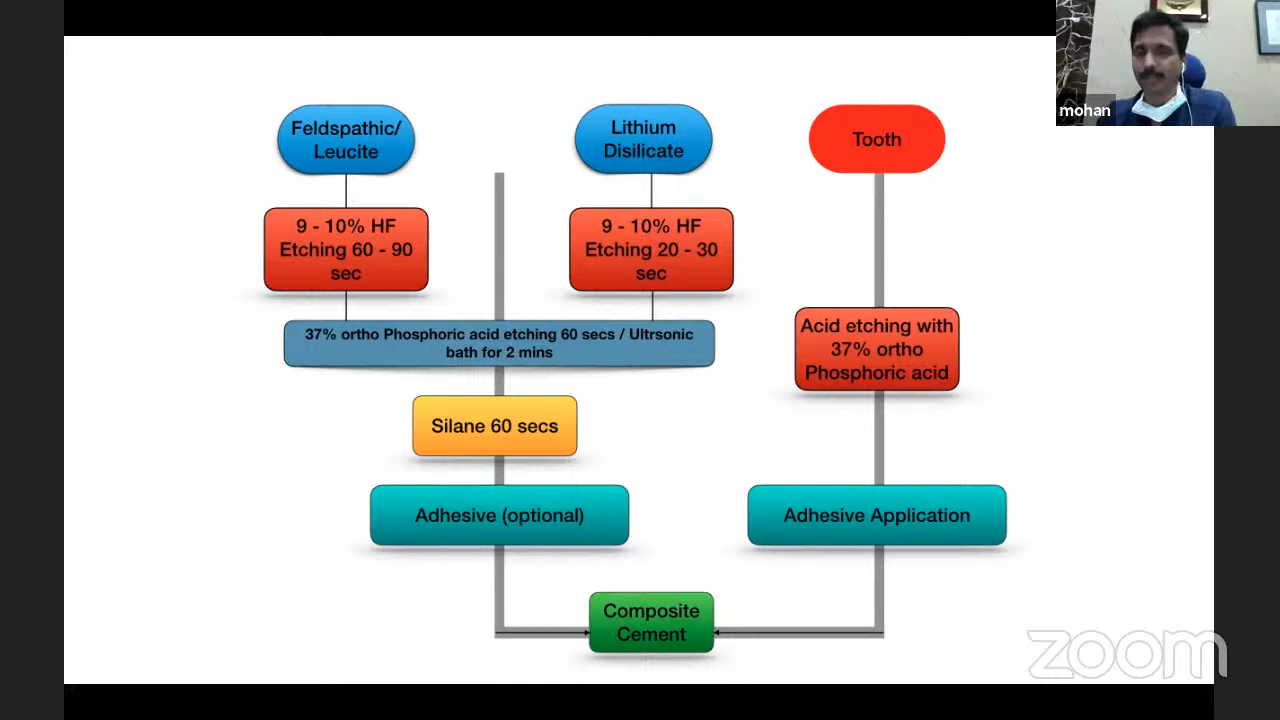 mohan
Feldspathic/
Leucite
Lithium
Disilicate
Tooth
9 - 10% HF
Etching 60 - 90
sec
9 - 10% HF
Etching 20 - 30
sec
37% ortho Phosphoric acid etching 60 secs / Ultrsonic
bath for 2 mins
Acid etching with
37% ortho
Phosphoric acid
Silane 60 secs
Adhesive (optional)
Adhesive Application
Composite
Cement
zoom